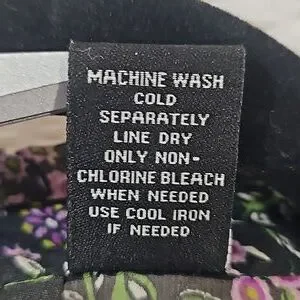 MACHINE WASH
COLD
SEPARATELY
LINE DRY
ONLY NON-
CHLORINE BLEACH
WHEN NEEDED
USE COOL IRON
IF NEEDED